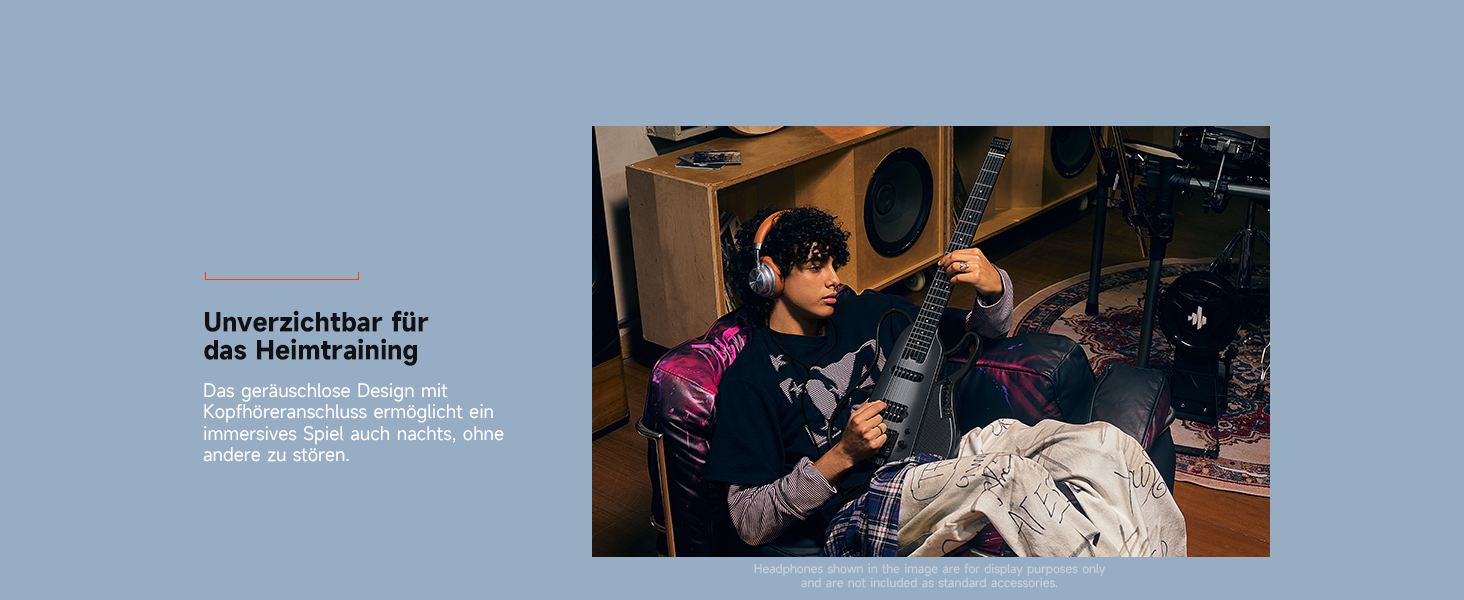 Unverzichtbar für
das Heimtraining
Das geräuschlose Design mit
Kopfhöreranschluss ermöglicht ein
immersives Spiel auch nachts, ohne
andere zu stören.
Headphones shown in the image are for display purposes only
and are not included as standard accessories.